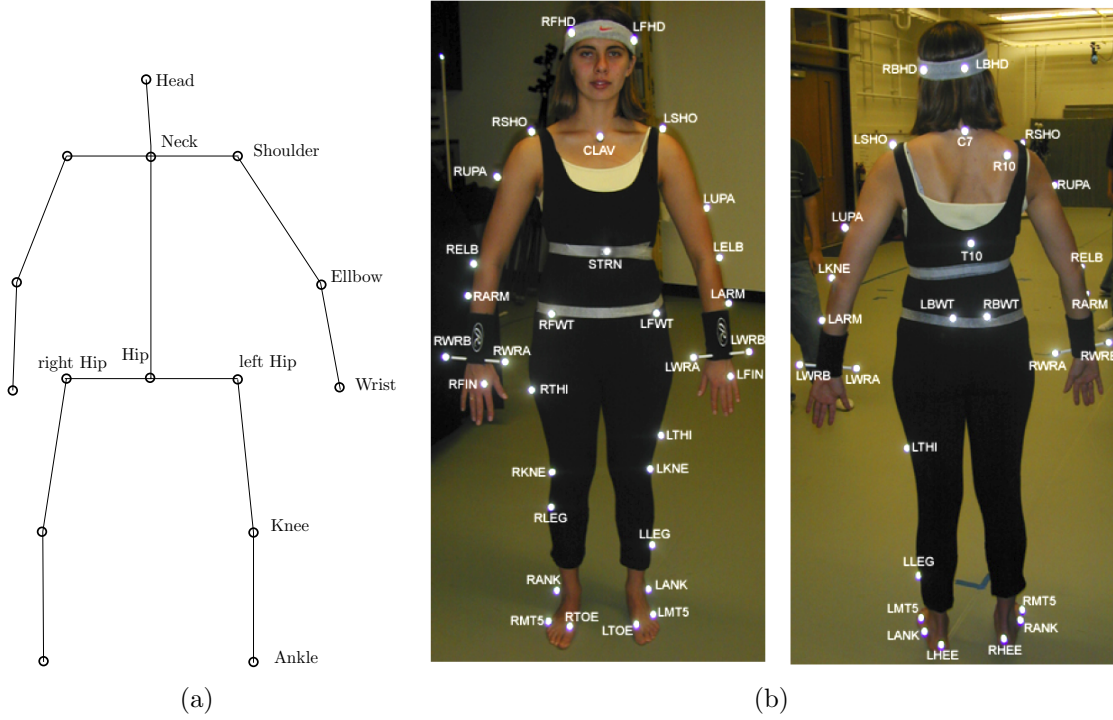 Head
Neck
Shoulder
Ellbow
right Hip
Hip
left Hip
Wrist
Knee
Ankle
(a)
RFHD
LFHD
RSHO
LSHO
CLAV
RUPA
LUPA
RELB
STRN
LELB
RARM
LARM
RFWT
LFWT
RWRB
RWRA
LWRB
LWRA
RFIN
RTHI
LFIN
LTHI
RKNE
LKNE
RLEG
LLEG
RANK
LANK
RMT5
RTOE
LTOE
LMT5
RBHD
LBHD
LSHO
C7
RSHO
R10
RUPA
LUPA
T10
RELB
LKNE
LBWT
RBWT
RARM
LARM
LWRB
LWRA
RWRA
RWRB
LTHI
LLEG
LMT5
RMT5
LANK
RANK
LHEE
RHEE
(b)